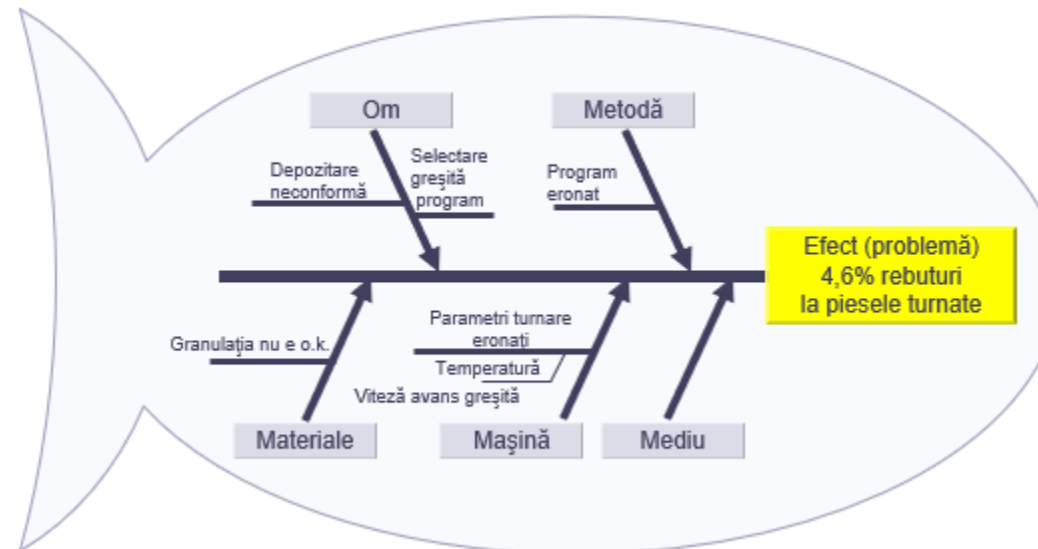 Om
Metodă
Depozitare
neconformă
Selectare
greşită
program
Program
eronat
Efect (problemă)
4,6% rebuturi
la piesele turnate
Granulaţia nu e o.k.
Parametri turnare
eronaţi
Temperatură
Viteză avans greşită
Materiale
Maşină
Mediu